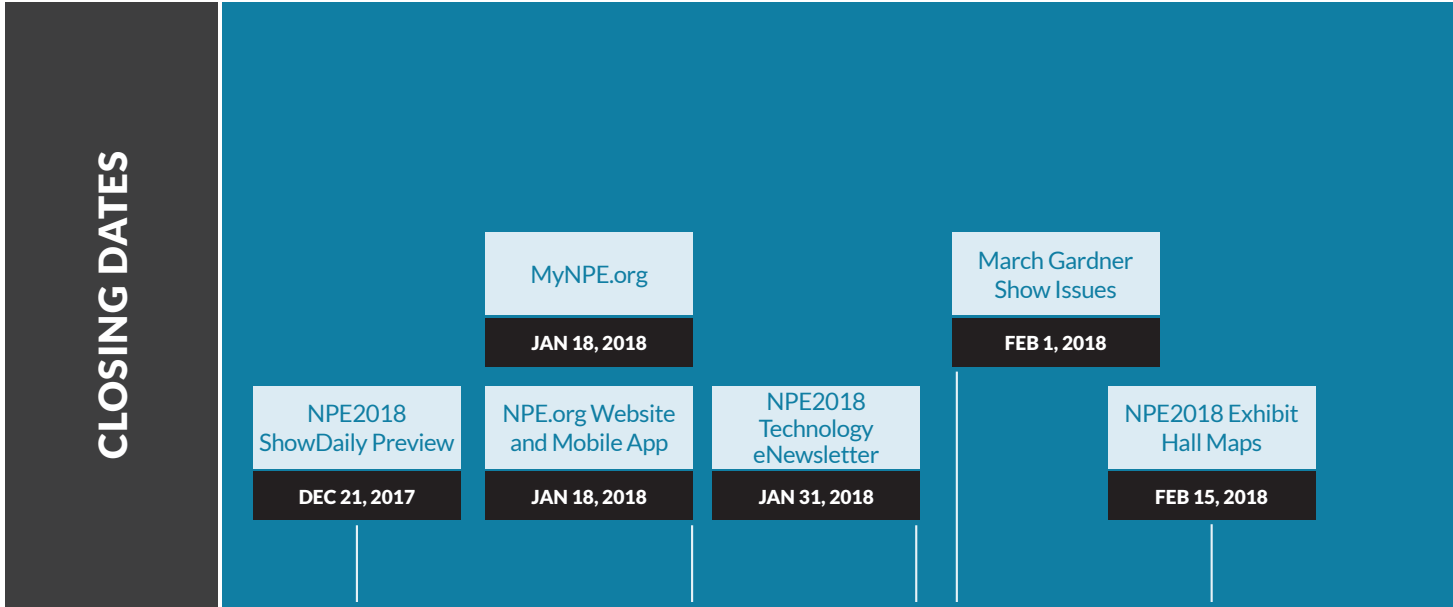 CLOSING DATES
MyNPE.org
JAN 18, 2018
March Gardner
Show Issues
FEB 1, 2018
NPE2018
ShowDaily Preview
DEC 21, 2017
NPE.org Website
and Mobile App
JAN 18, 2018
NPE2018
Technology
eNewsletter
JAN 31, 2018
NPE2018 Exhibit
Hall Maps
FEB 15, 2018